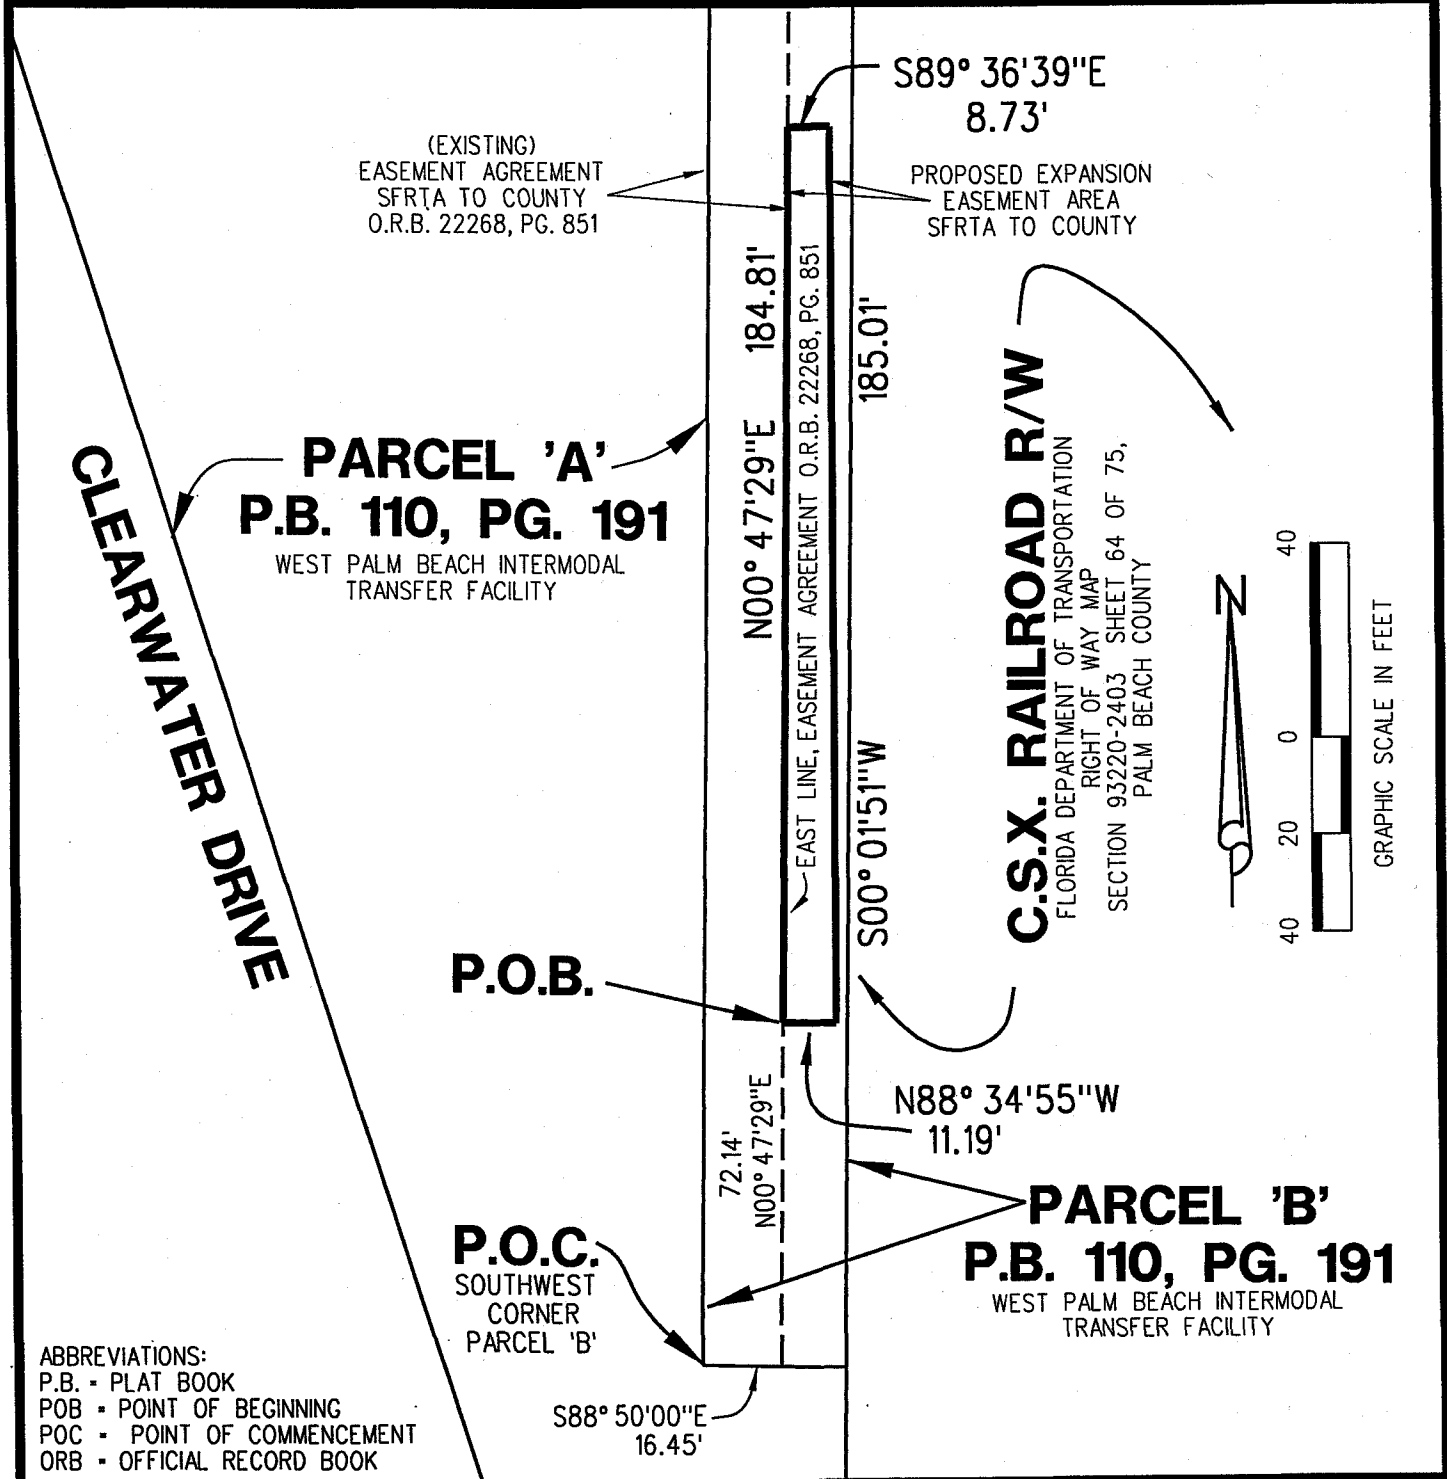 S89° 36'39"E
8.73'
(EXISTING)
EASEMENT AGREEMENT
SFRTA TO COUNTY
O.R.B. 22268, PG. 851
PROPOSED EXPANSION
EASEMENT AREA
SFRTA TO COUNTY
184.81'
N00° 47'29"E
EAST LINE, EASEMENT AGREEMENT O.R.B. 22268, PG. 851
185.01'
S00° 01'51"W
PARCEL 'A'
P.B. 110, PG. 191
WEST PALM BEACH INTERMODAL
TRANSFER FACILITY
CLEARWATER DRIVE
C.S.X. RAILROAD R/W
FLORIDA DEPARTMENT OF TRANSPORTATION
RIGHT OF WAY MAP
SECTION 93220-2403 SHEET 64 OF 75,
PALM BEACH COUNTY
N
40
0
20
40
GRAPHIC SCALE IN FEET
P.O.B.
N88° 34'55"W
11.19'
72.14'
N00° 47'29"E
PARCEL 'B'
P.B. 110, PG. 191
WEST PALM BEACH INTERMODAL
TRANSFER FACILITY
P.O.C.
SOUTHWEST
CORNER
PARCEL 'B'
S88° 50'00"E
16.45'
ABBREVIATIONS:
P.B. = PLAT BOOK
POB = POINT OF BEGINNING
POC = POINT OF COMMENCEMENT
ORB = OFFICIAL RECORD BOOK